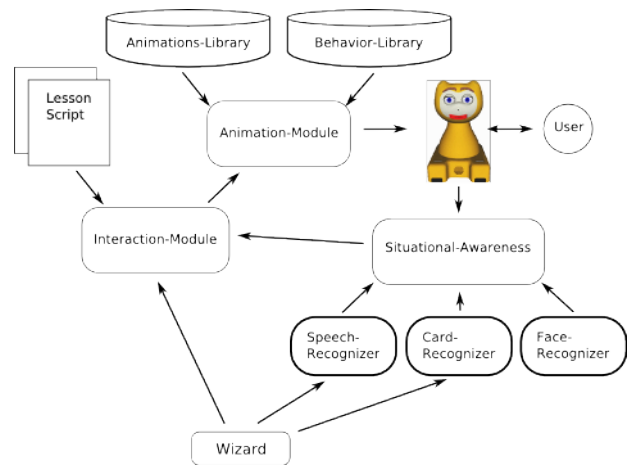 Animations-Library
Behavior-Library
Lesson
Script
Animation-Module
User
Interaction-Module
Situational-Awareness
Speech-
Recognizer
Card-
Recognizer
Face-
Recognizer
Wizard